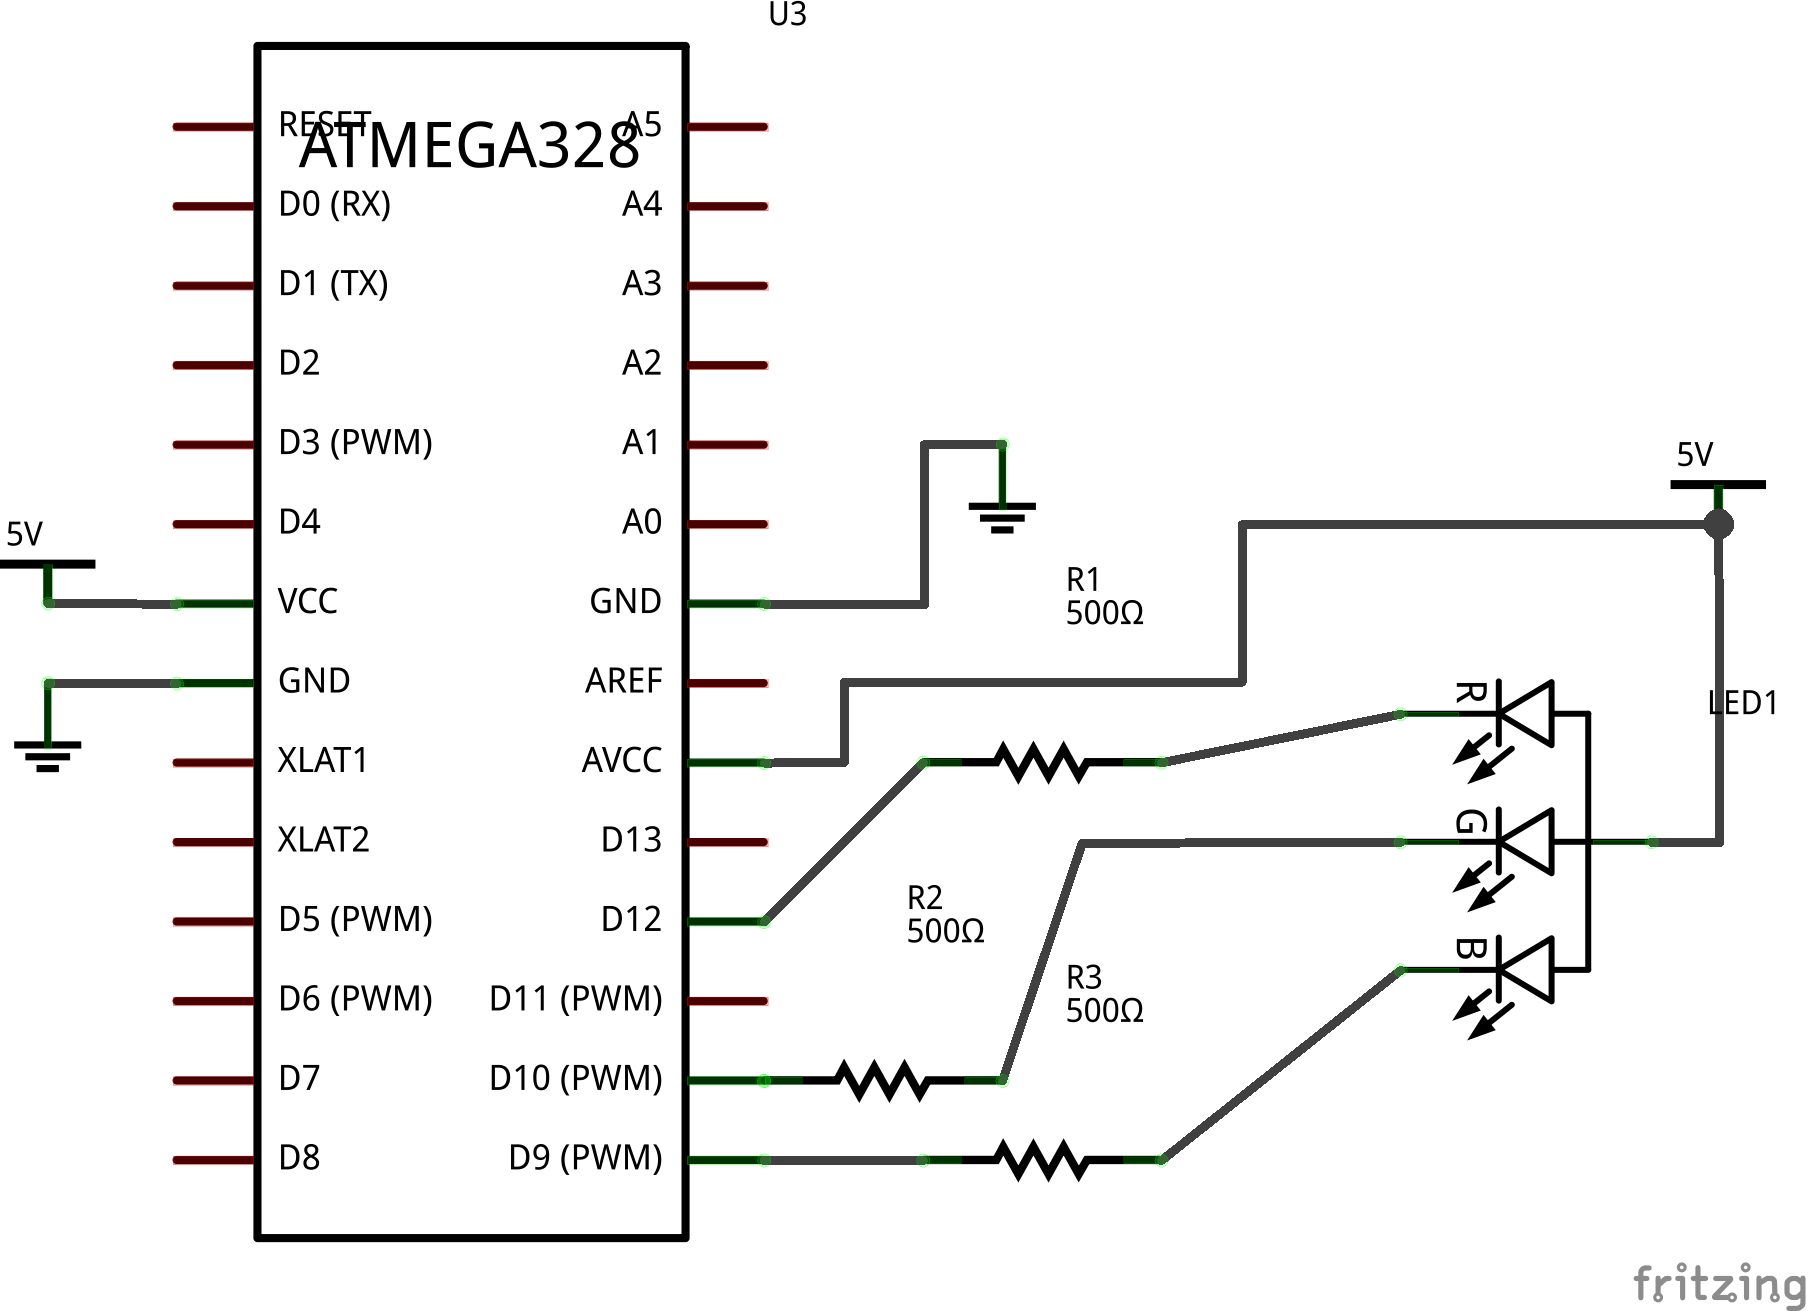 U3
ATMEGA328
RESET
D0 (RX)
D1 (TX)
D2
D3 (PWM)
D4
VCC
GND
XLAT1
XLAT2
D5 (PWM)
D6 (PWM)
D7
D8
A5
A4
A3
A2
A1
A0
GND
AREF
AVCC
D13
D12
D11 (PWM)
D10 (PWM)
D9 (PWM)
5V
5V
R1
500Ω
R2
500Ω
R3
500Ω
R
G
B
LED1
fritzing